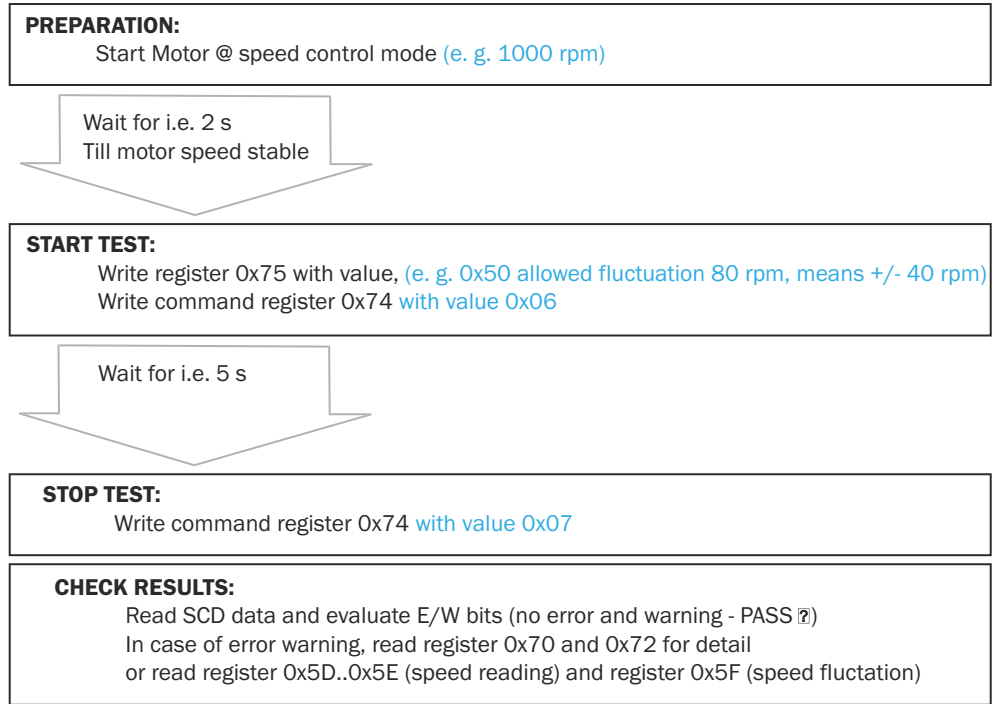 PREPARATION:
Start Motor @ speed control mode (e. g. 1000 rpm)
Wait for i.e. 2 s
Till motor speed stable
START TEST:
Write register 0x75 with value, (e. g. 0x50 allowed fluctuation 80 rpm, means +/- 40 rpm)
Write command register 0x74 with value 0x06
Wait for i.e. 5 s
STOP TEST:
Write command register 0x74 with value 0x07
CHECK RESULTS:
Read SCD data and evaluate E/W bits (no error and warning - PASS ?)
In case of error warning, read register 0x70 and 0x72 for detail
or read register 0x5D..0x5E (speed reading) and register 0x5F (speed fluctation)